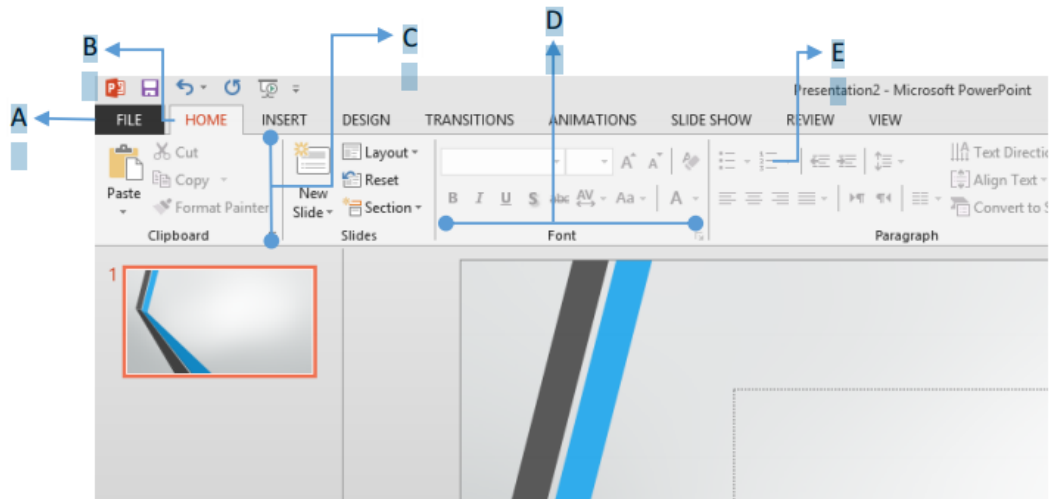 D
B
C
E
Presentation2 - Microsoft PowerPoint
A
FILE HOME INSERT DESIGN TRANSITIONS ANIMATIONS SLIDE SHOW REVIEW VIEW
Cut
Copy
Format Painter
Paste
Clipboard
New
Slide
Layout
Reset
Section
Slides
A A
B I U S abc AV Aa A
Font
Text Directio
Align Text
Convert to S
Paragraph
1